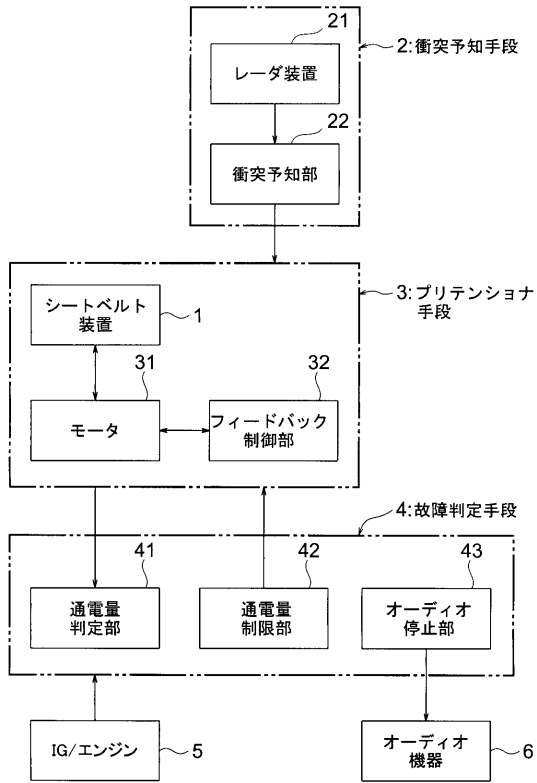 21
2:衝突予知手段
レーダ装置
22
衝突予知部
3:プリテンショナ
手段
シートベルト
装置
1
31
32
モータ
フィードバック
制御部
4:故障判定手段
41
42
43
通電量
判定部
通電量
制限部
オーディオ
停止部
IG/エンジン
5
オーディオ
機器
6